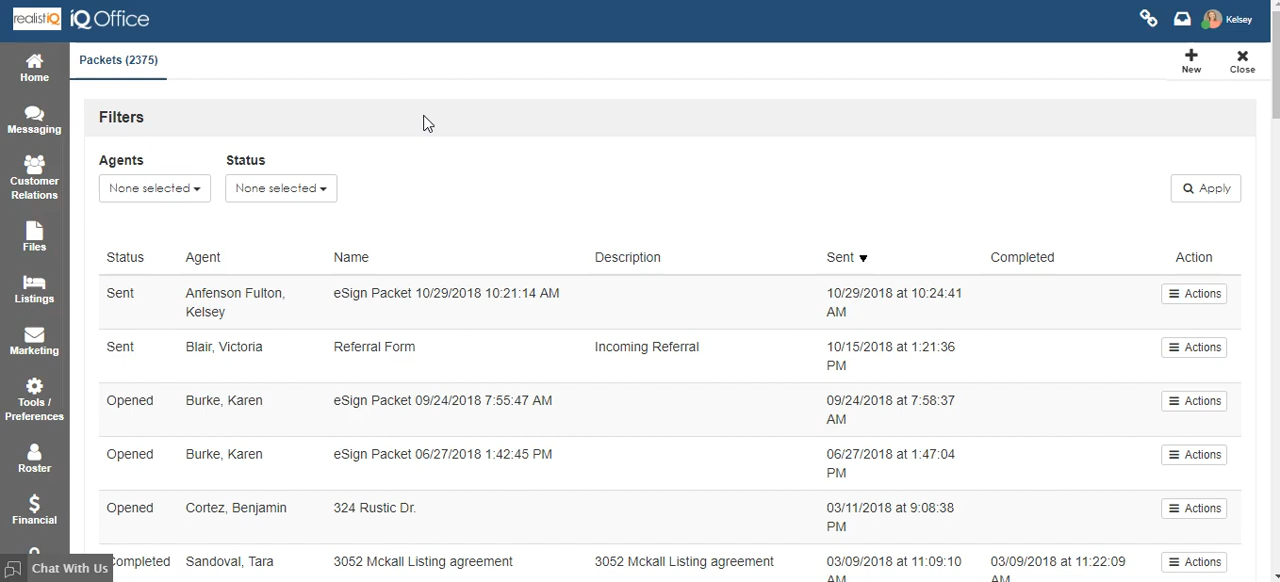 realistiQ iQ Office Kelsey
Packets (2375) New Close
Home
Messaging
Customer
Relations
Files
Listings
Marketing
Tools /
Preferences
Roster
Financial
Chat With Us
Filters
Agents Status
None selected None selected Apply
Status Agent Name Description Sent Completed Action
Sent Anfenson Fulton, eSign Packet 10/29/2018 10:21:14 AM 10/29/2018 at 10:24:41 Actions
Kelsey AM
Sent Blair, Victoria Referral Form Incoming Referral 10/15/2018 at 1:21:36 Actions
PM
Opened Burke, Karen eSign Packet 09/24/2018 7:55:47 AM 09/24/2018 at 7:58:37 Actions
AM
Opened Burke, Karen eSign Packet 06/27/2018 1:42:45 PM 06/27/2018 at 1:47:04 Actions
PM
Opened Cortez, Benjamin 324 Rustic Dr. 03/11/2018 at 9:08:38 Actions
PM
ompleted Sandoval, Tara 3052 Mckall Listing agreement 3052 Mckall Listing agreement 03/09/2018 at 11:09:10 03/09/2018 at 11:22:09 Actions
AM AM